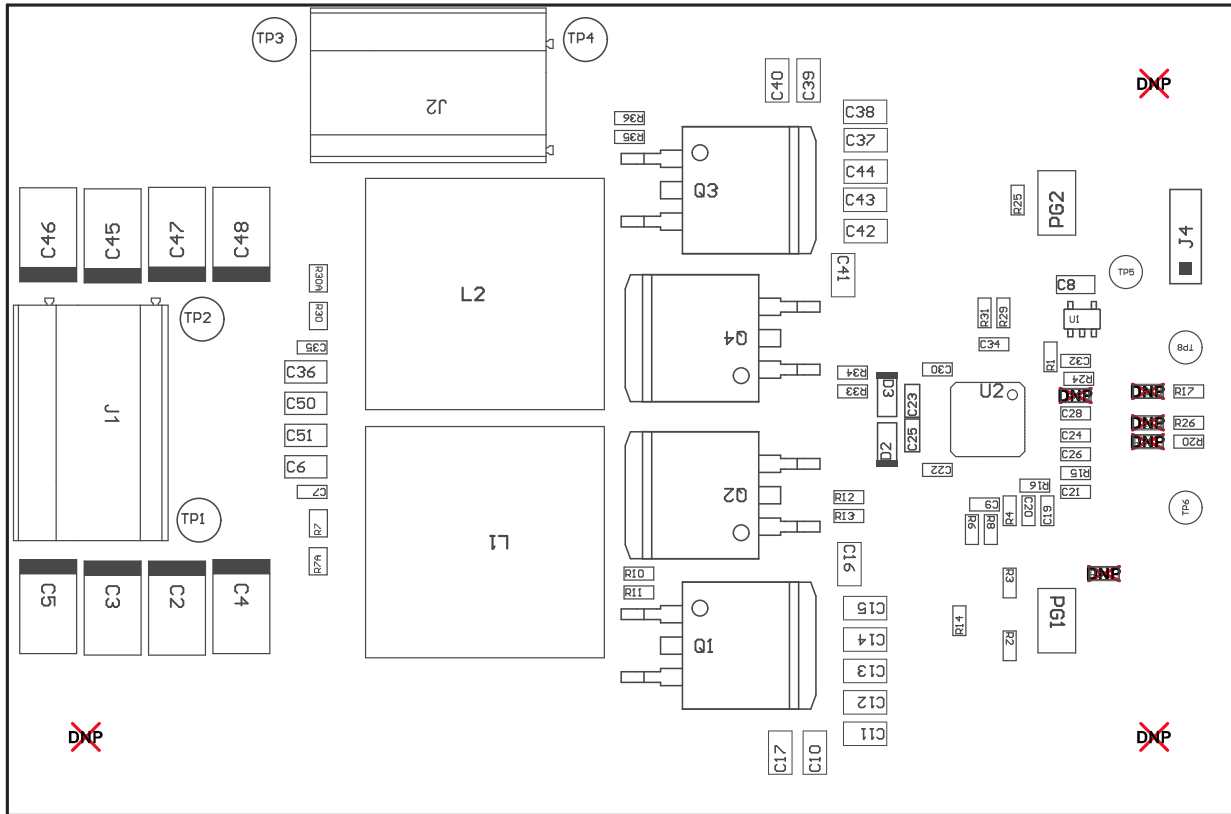 TP3
TP4
J2
C40
C39
DNP
R36
R35
C38
C37
C44
C43
C42
Q3
R25
PG2
J4
C46
C45
C47
C48
C41
TP5
C8
R30A
L2
R30
TP2
R31
R29
U1
C35
Q4
C34
R1
C32
TP8
C36
R34
R33
C30
R24
D3
C23
U2
DNP
DNP
R17
C50
J1
C28
DNP
R26
C51
D2
C25
C24
DNP
R20
C6
C22
C26
R15
C7
Q2
R12
R16
C21
TP1
R13
C9
R4
C20
C19
TP6
R7
R6
R8
L1
R7A
C16
R10
R11
R3
DNP
C5
C3
C2
C4
C15
R14
PG1
Q1
C14
R2
C13
C12
DNP
C11
DNP
C17
C10